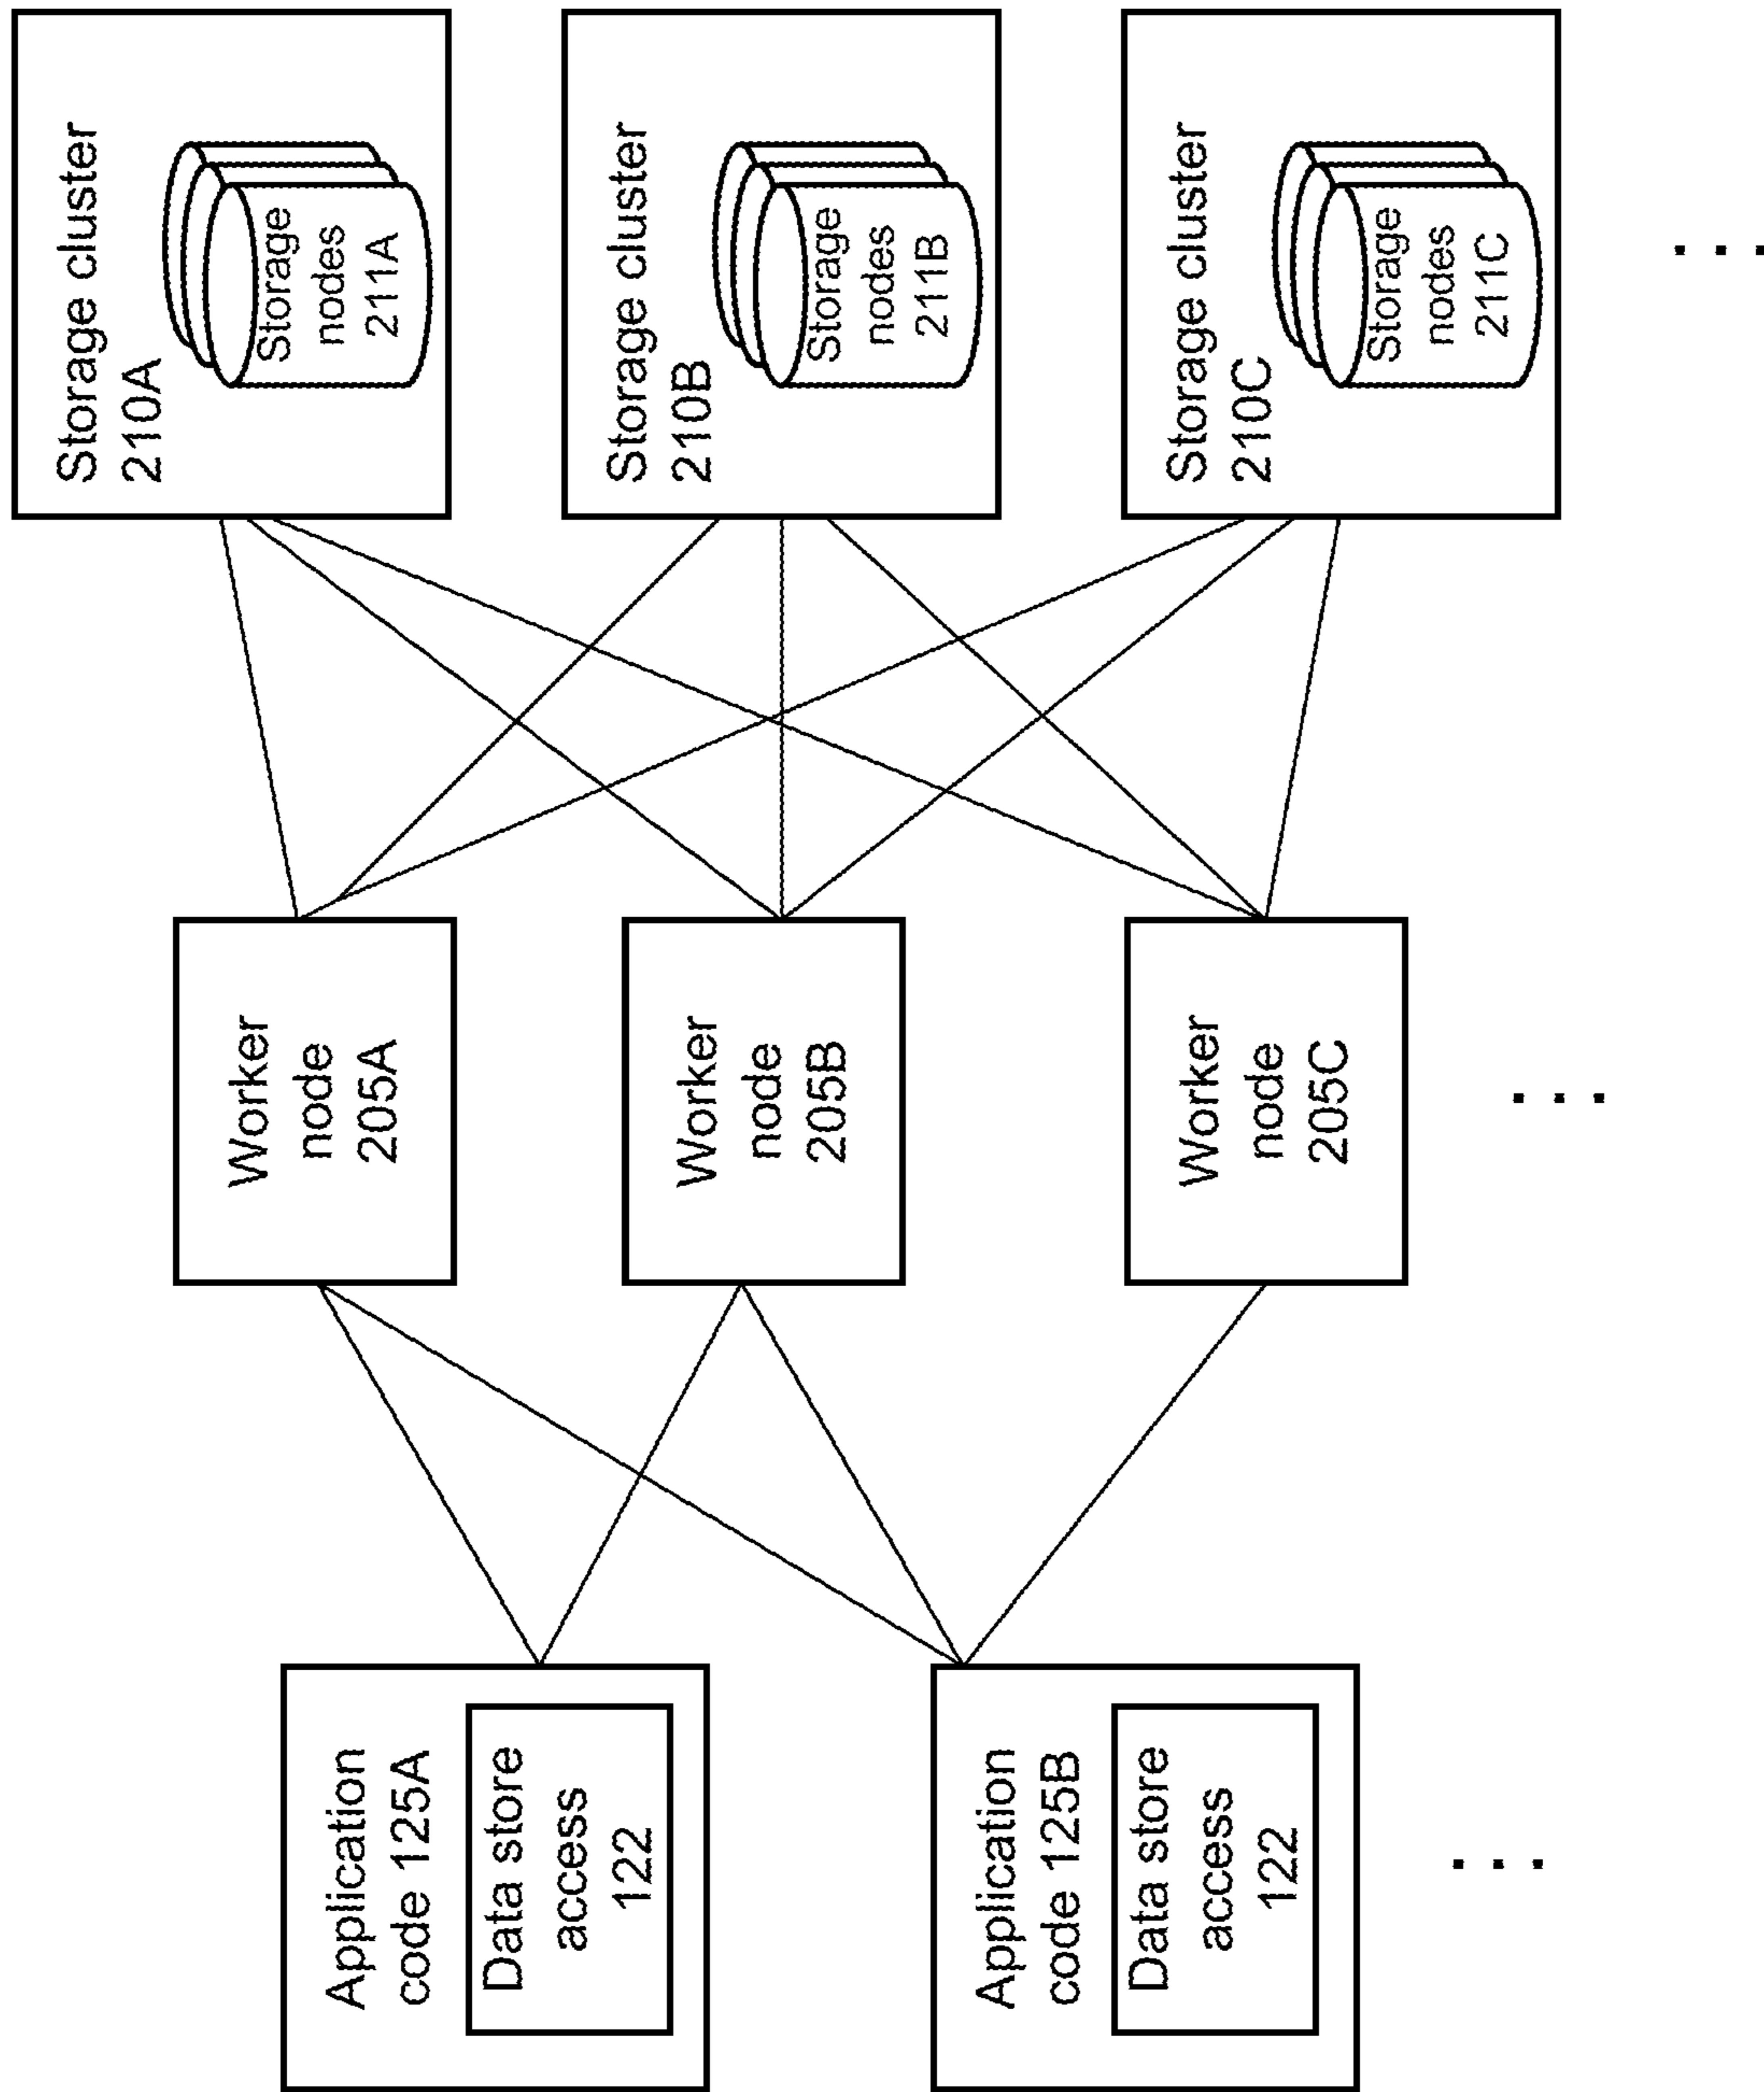 Application
code 125A
Data store
access
122
Application
code 125B
Data store
access
122
. . .
Worker
node
205A
Worker
node
205B
Worker
node
205C
. . .
Storage cluster
210A
Storage
nodes
211A
Storage cluster
210B
Storage
nodes
211B
Storage cluster
210C
Storage
nodes
211C
. . .